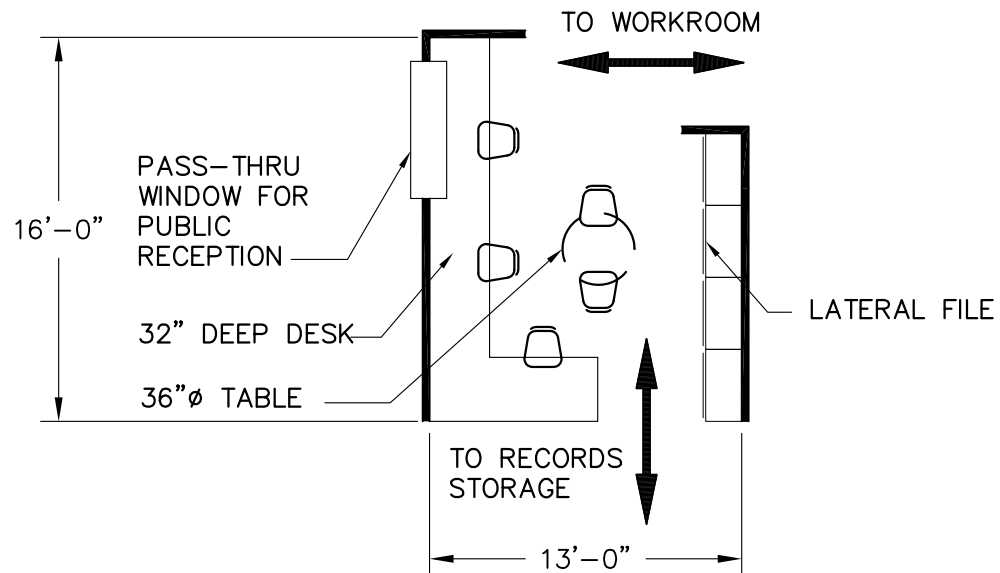 TO WORKROOM
PASS-THRU
WINDOW FOR
PUBLIC
RECEPTION
16'-0"
LATERAL FILE
32" DEEP DESK
36"ø TABLE
TO RECORDS
STORAGE
13'-0"